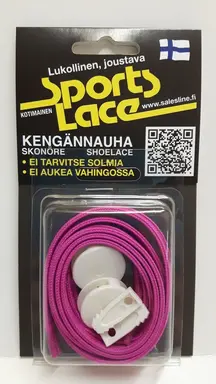 Lukollinen, joustava
Sports
Lace
KOTIMAINEN
www.salesline.fi
KENGÄNNAUHA
SKONÖRE SHOELACE
• EI TARVITSE SOLMIA
• EI AUKEA VAHINGOSSA